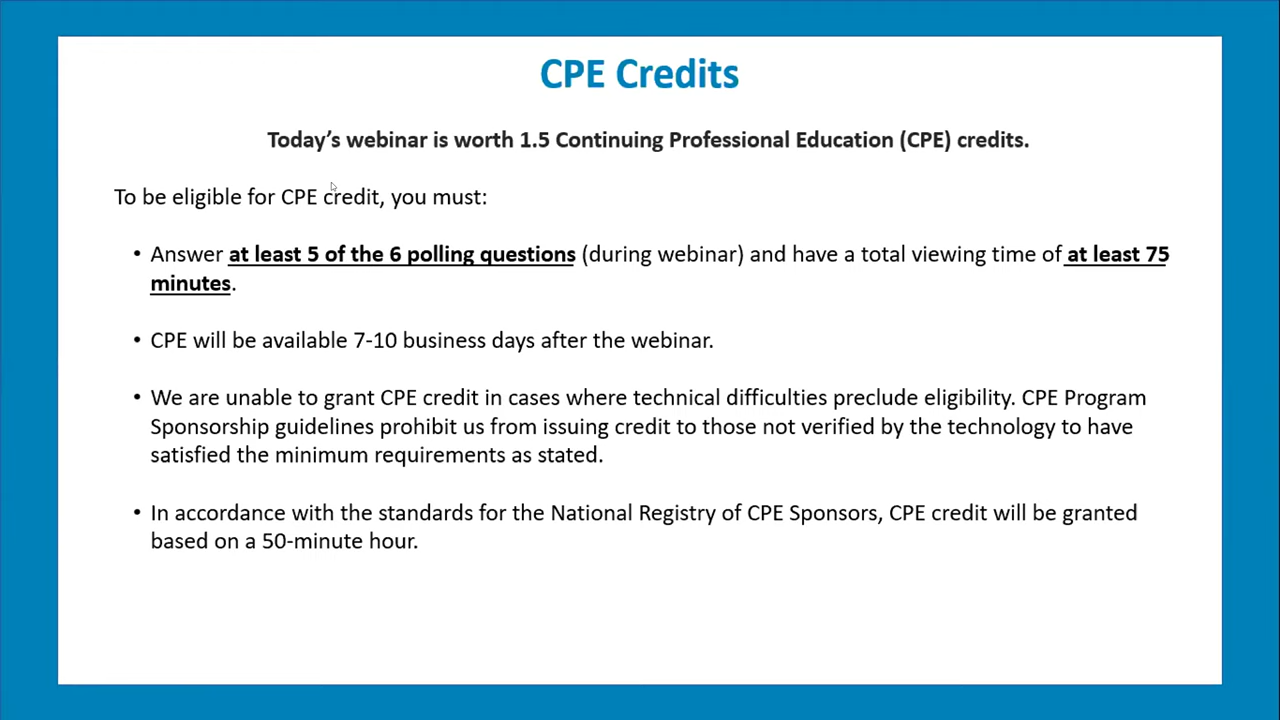 CPE Credits
Today’s webinar is worth 1.5 Continuing Professional Education (CPE) credits.
To be eligible for CPE credit, you must:
• Answer at least 5 of the 6 polling questions (during webinar) and have a total viewing time of at least 75
minutes.
• CPE will be available 7-10 business days after the webinar.
• We are unable to grant CPE credit in cases where technical difficulties preclude eligibility. CPE Program
Sponsorship guidelines prohibit us from issuing credit to those not verified by the technology to have
satisfied the minimum requirements as stated.
• In accordance with the standards for the National Registry of CPE Sponsors, CPE credit will be granted
based on a 50-minute hour.